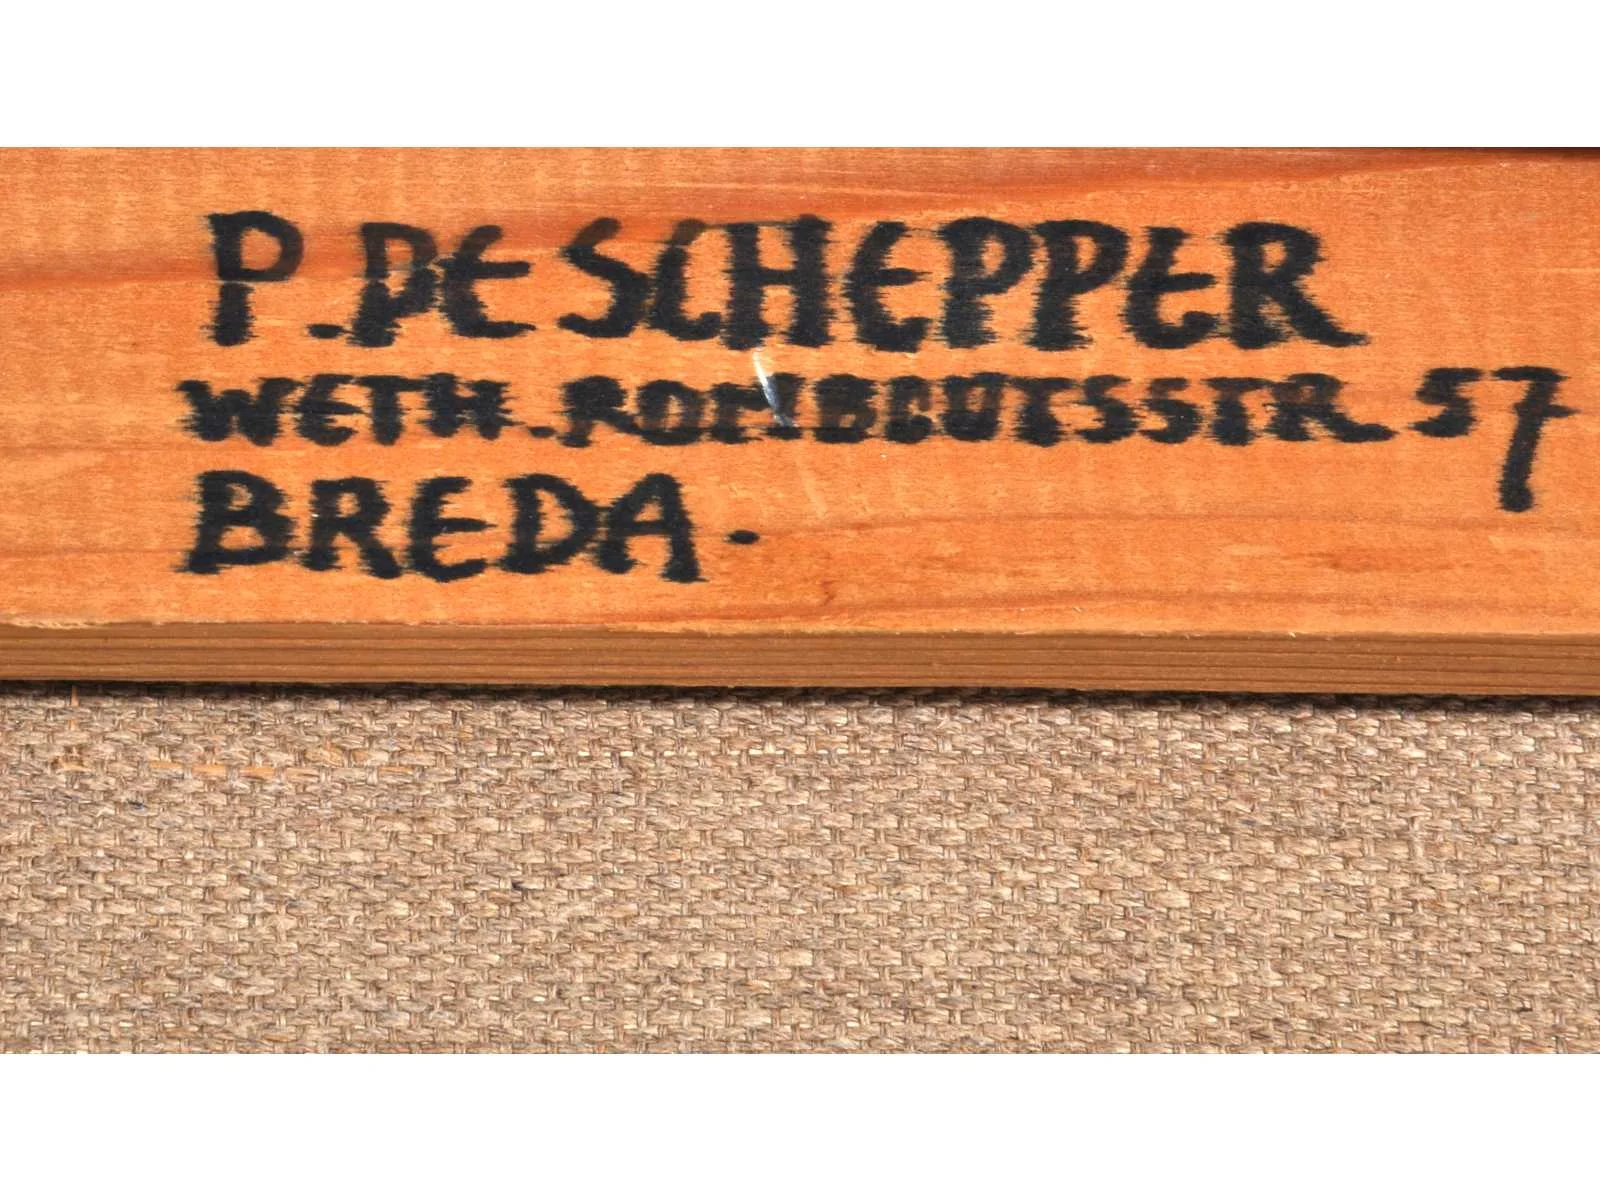 P. DE SCHEPPER
WETH. ROMBOUTSSTR. 57
BREDA.